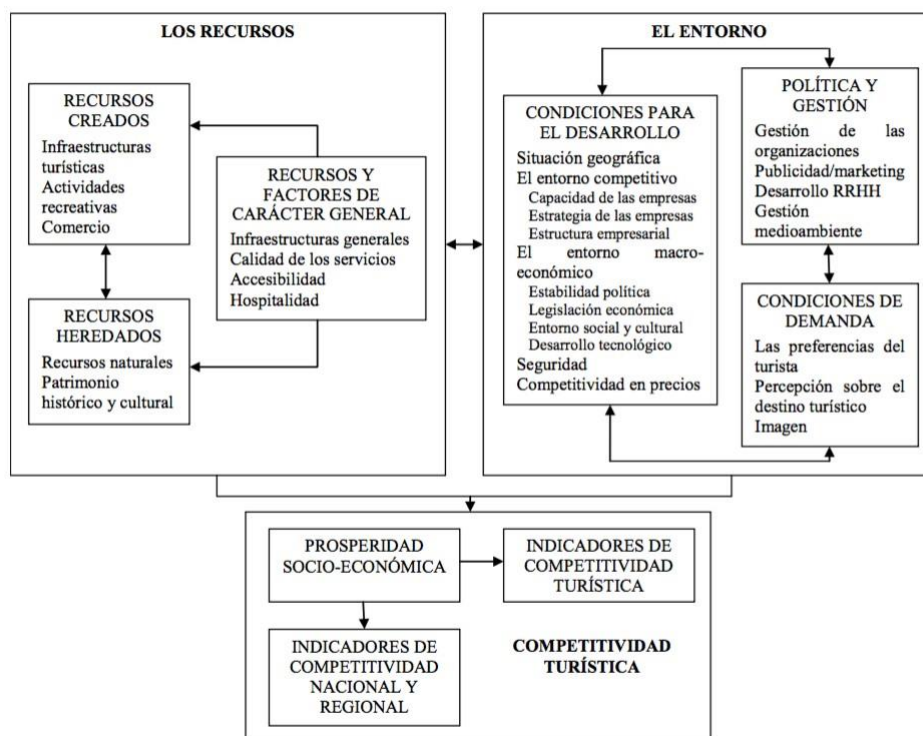 LOS RECURSOS
RECURSOS
CREADOS
Infraestructuras
turísticas
Actividades
recreativas
Comercio
RECURSOS Y
FACTORES DE
CARÁCTER GENERAL
Infraestructuras generales
Calidad de los servicios
Accesibilidad
Hospitalidad
RECURSOS
HEREDADOS
Recursos naturales
Patrimonio
histórico y cultural
EL ENTORNO
CONDICIONES PARA
EL DESARROLLO
Situación geográfica
El entorno competitivo
Capacidad de las empresas
Estrategia de las empresas
Estructura empresarial
El entorno macro-
económico
Estabilidad política
Legislación económica
Entorno social y cultural
Desarrollo tecnológico
Seguridad
Competitividad en precios
POLÍTICA Y
GESTIÓN
Gestión de las
organizaciones
Publicidad/marketing
Desarrollo RRHH
Gestión
medioambiente
CONDICIONES DE
DEMANDA
Las preferencias del
turista
Percepción sobre el
destino turístico
Imagen
PROSPERIDAD
SOCIO-ECONÓMICA
INDICADORES DE
COMPETITIVIDAD
TURÍSTICA
INDICADORES DE
COMPETITIVIDAD
NACIONAL Y
REGIONAL
COMPETITIVIDAD
TURÍSTICA